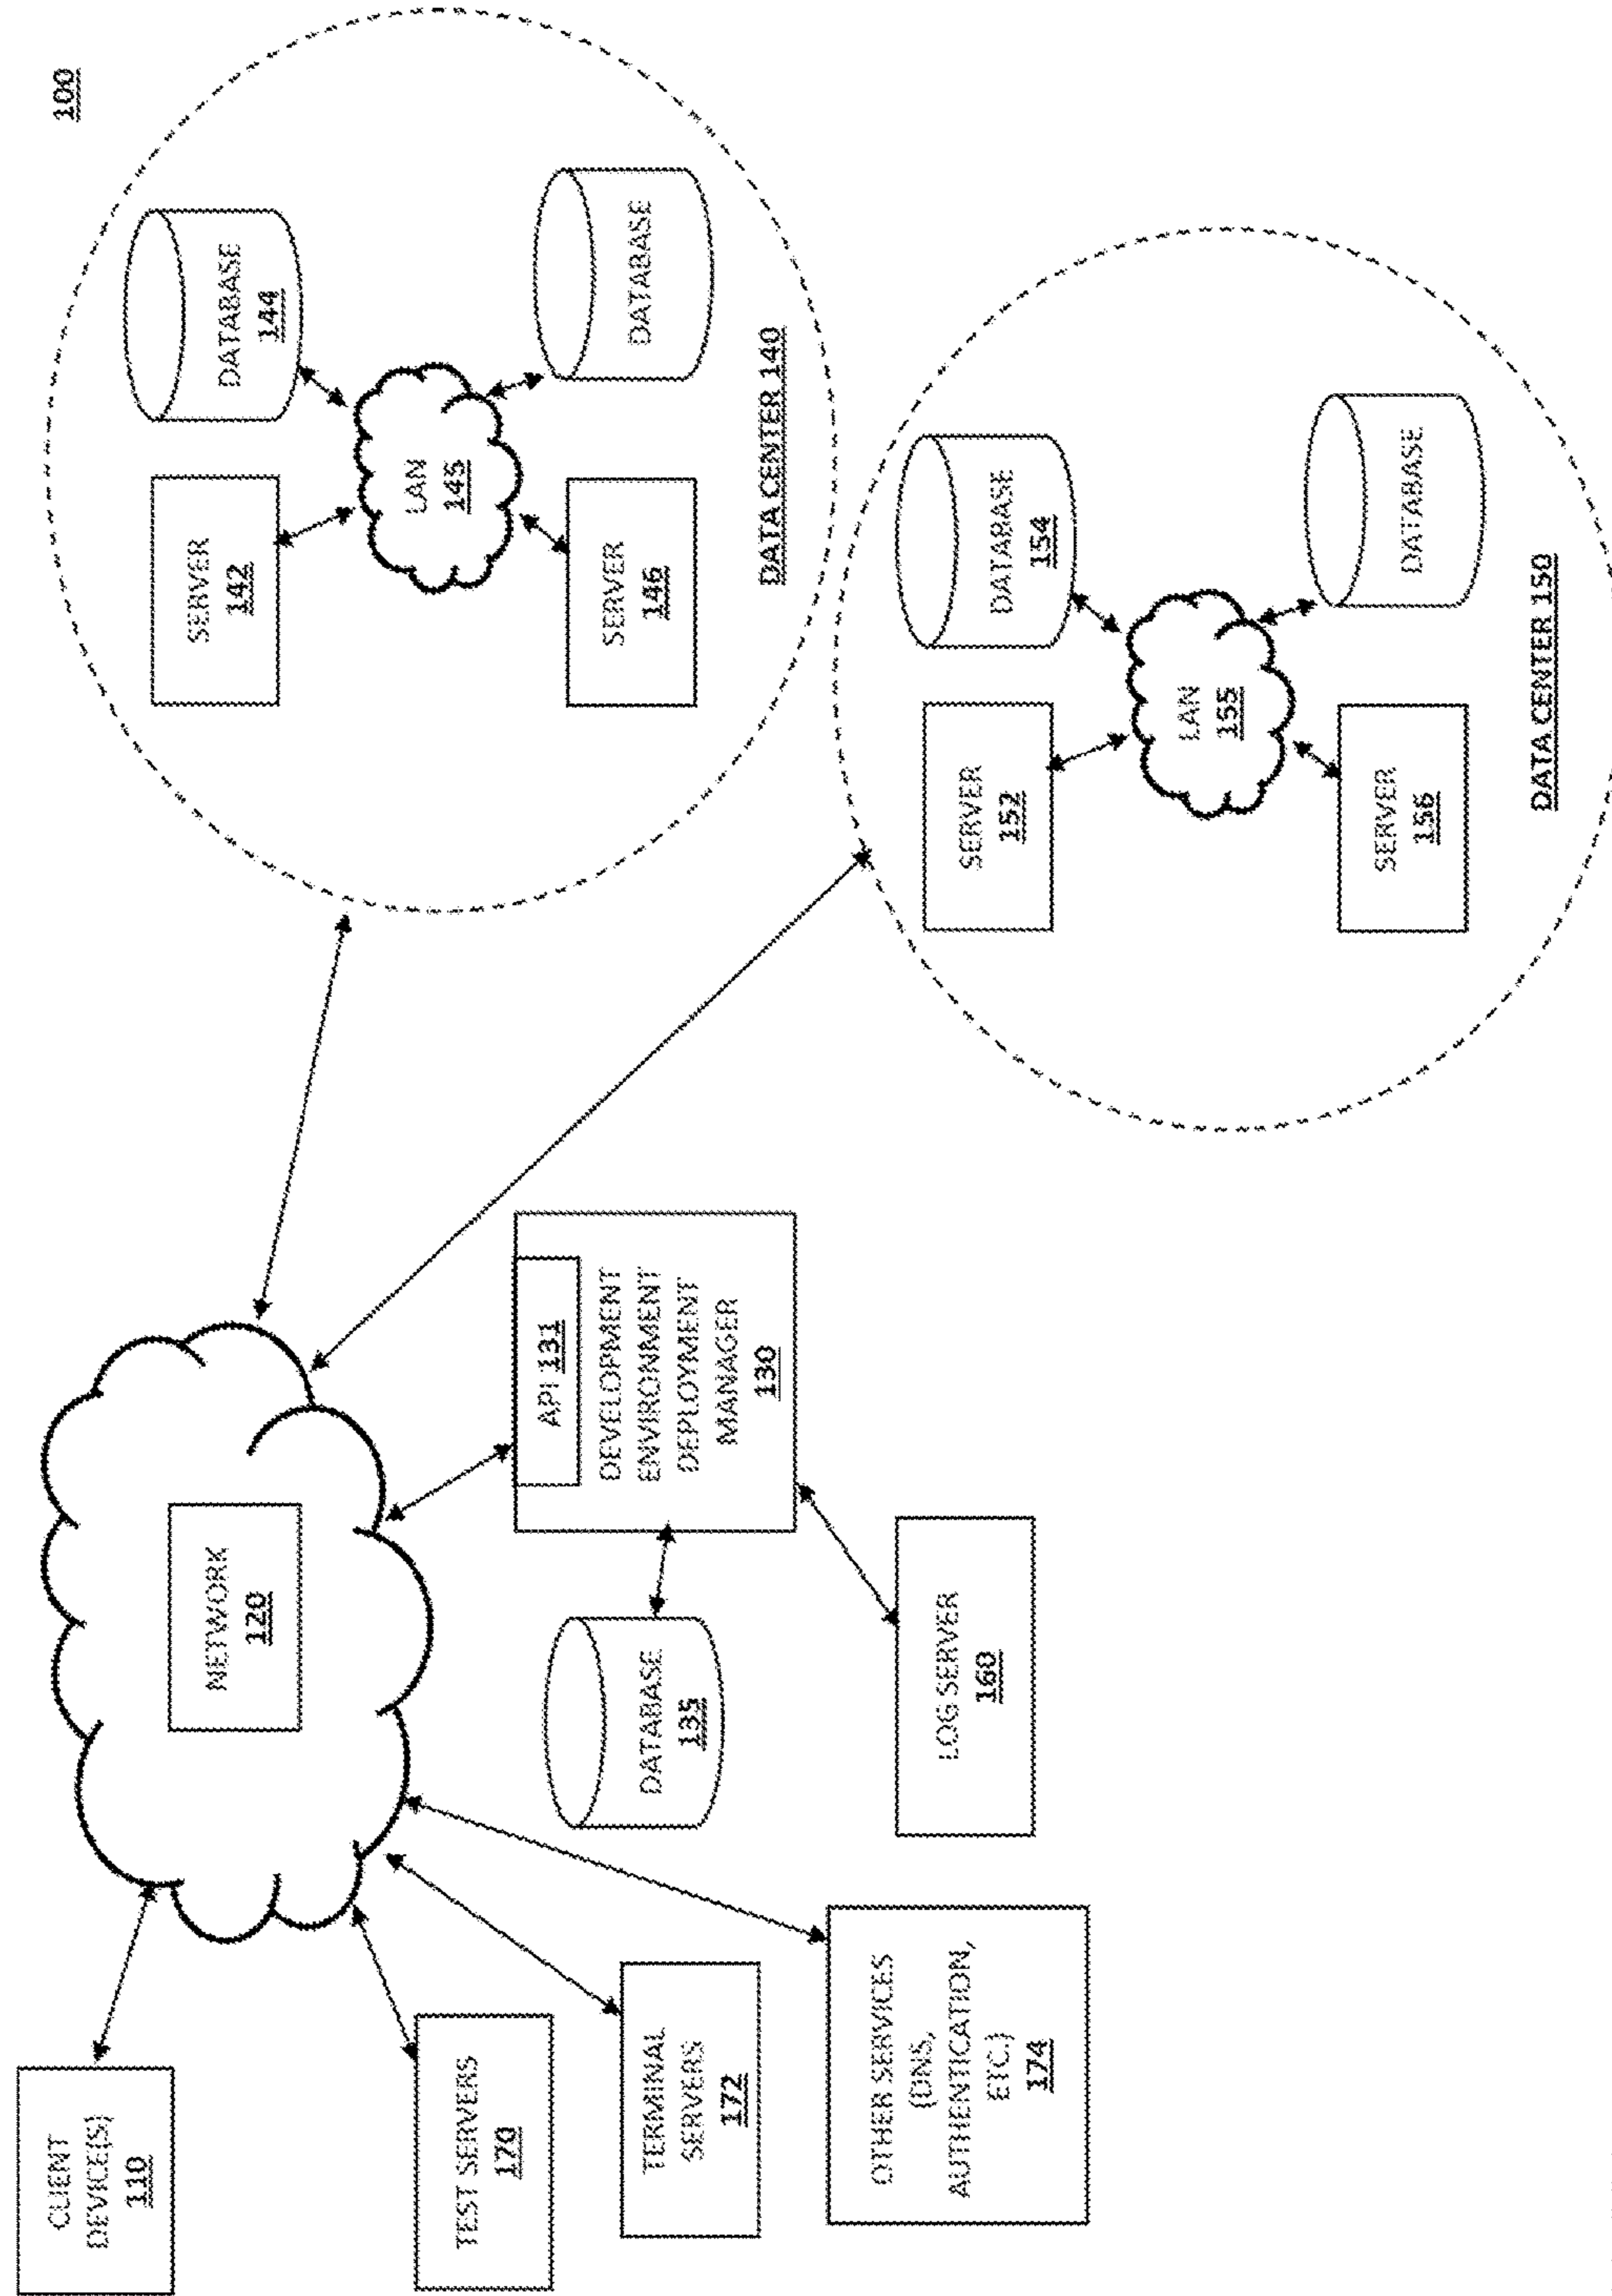 100
CLIENT
DEVICE(S)
110
NETWORK
120
TEST SERVERS
170
TERMINAL
SERVERS
172
OTHER SERVICES
(DNS,
AUTHENTICATION,
ETC.)
174
DATABASE
135
API 131
DEVELOPMENT
ENVIRONMENT
DEPLOYMENT
MANAGER
130
LOG SERVER
160
SERVER
142
DATABASE
144
LAN
145
SERVER
146
DATABASE
DATA CENTER 140
SERVER
152
DATABASE
154
LAN
155
SERVER
156
DATABASE
DATA CENTER 150